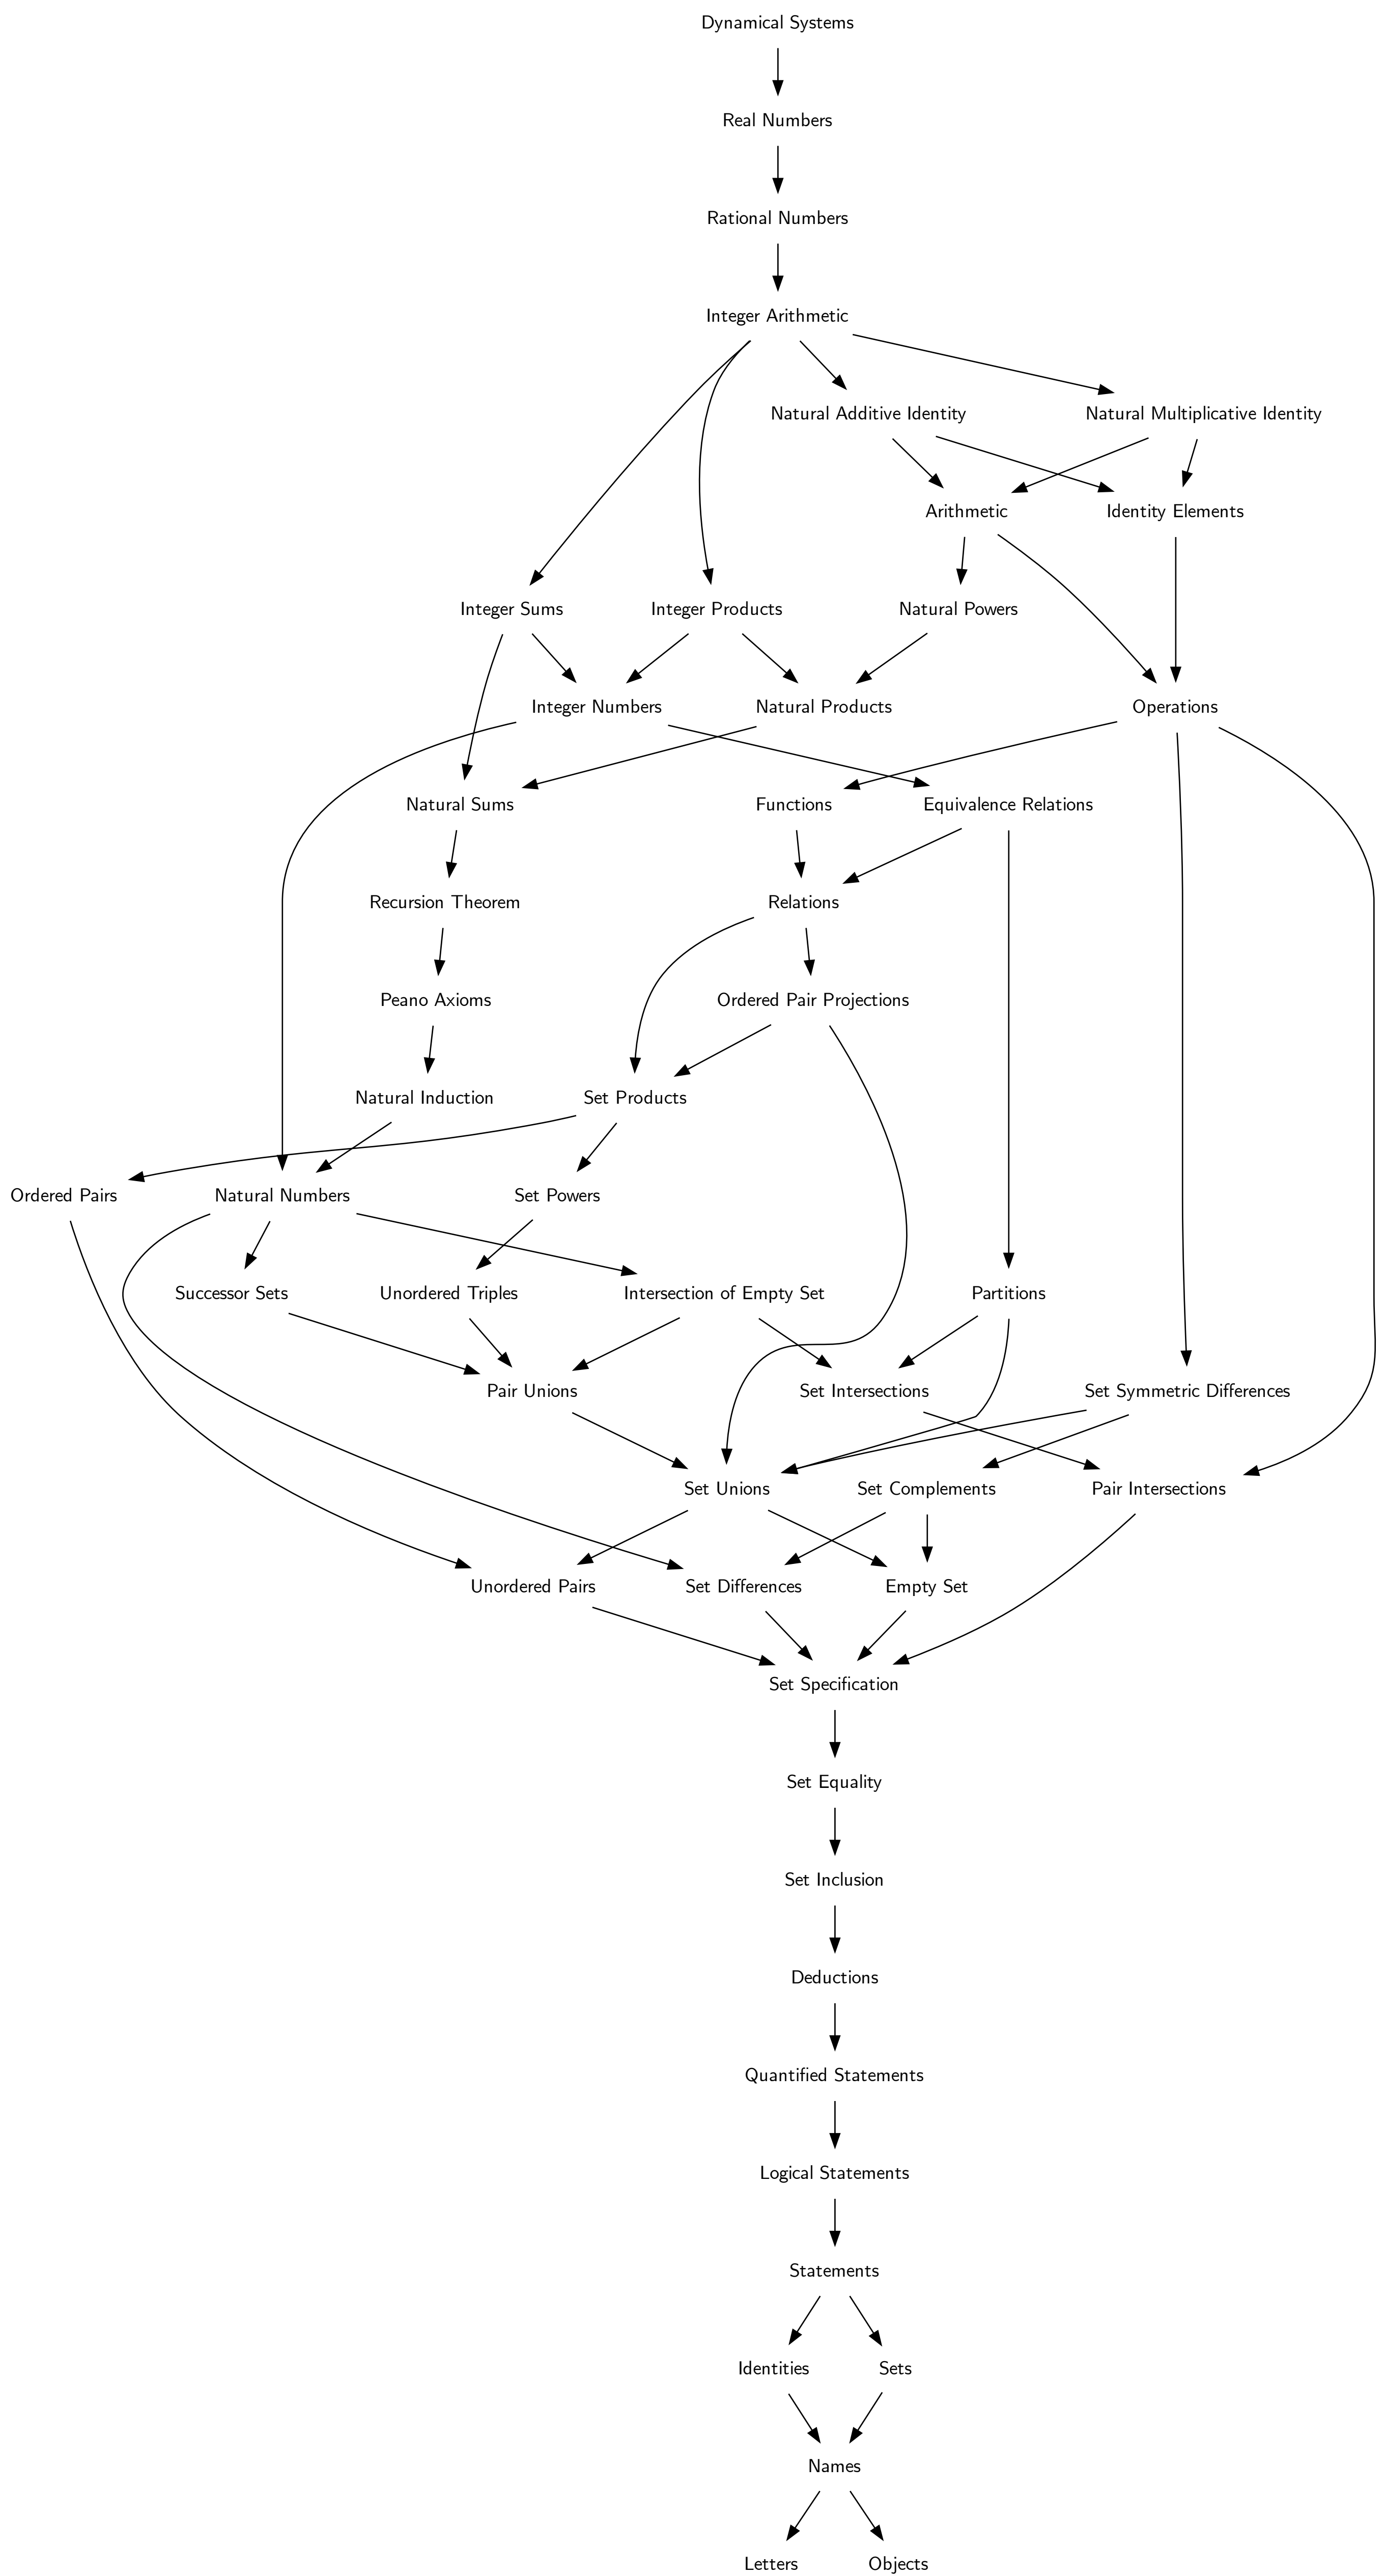 Dynamical Systems
Real Numbers
Rational Numbers
Integer Arithmetic
Natural Additive Identity
Natural Multiplicative Identity
Arithmetic
Identity Elements
Integer Sums
Integer Products
Natural Powers
Integer Numbers
Natural Products
Operations
Natural Sums
Functions
Equivalence Relations
Recursion Theorem
Relations
Peano Axioms
Ordered Pair Projections
Natural Induction
Set Products
Ordered Pairs
Natural Numbers
Set Powers
Successor Sets
Unordered Triples
Intersection of Empty Set
Partitions
Pair Unions
Set Intersections
Set Symmetric Differences
Set Unions
Set Complements
Pair Intersections
Unordered Pairs
Set Differences
Empty Set
Set Specification
Set Equality
Set Inclusion
Deductions
Quantified Statements
Logical Statements
Statements
Identities
Sets
Names
Letters
Objects